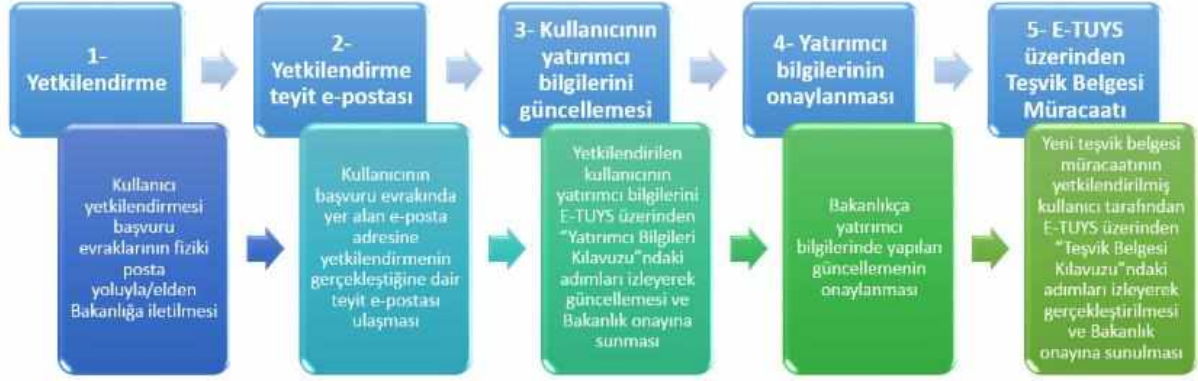 1-
Yetkilendirme
Kullanıcı
yetkilendirmesi
başvuru
evraklarının fiziki
posta
yoluyla/elden
Bakanlığa iletilmesi
2-
Yetkilendirme
teyit e-postası
Kullanıcının
başvuru evrakında
yer alan e-posta
adresine
yetkilendirmenin
gerçekleştiğine dair
teyit e-postası
ulaşması
3- Kullanıcının
yatırımcı
bilgilerini
güncellemesi
Yetkilendirilen
kullanıcının
yatırımcı bilgilerini
E-TUYS üzerinden
"Yatırımcı Bilgileri
Kılavuzu"ndaki
adımları izleyerek
güncellemesi ve
Bakanlık onayına
sunması
4- Yatırımcı
bilgilerinin
onaylanması
Bakanlıkça
yatırımcı
bilgilerinde yapılan
güncellemenin
onaylanması
5- E-TUYS
üzerinden
Teşvik Belgesi
Müracaatı
Yeni teşvik belgesi
müracaatının
yetkilendirilmiş
kullanıcı tarafından
E-TUYS üzerinden
"Teşvik Belgesi
Kılavuzu"ndaki
adımları izleyerek
gerçekleştirilmesi
ve Bakanlık
onayına sunulması